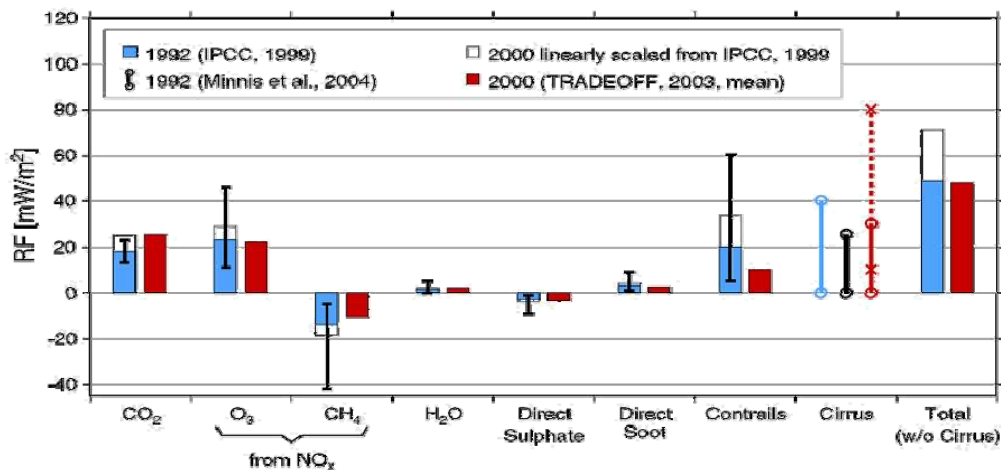 120
100
80
60
40
20
0
-20
-40
RF [mW/m²]
1992 (IPCC, 1999)
2000 linearly scaled from IPCC, 1999
1992 (Minnis et al., 2004)
2000 (TRADEOFF, 2003, mean)
CO₂
O₃
CH₄
H₂O
Direct
Sulphate
Direct
Soot
Contrails
Cirrus
Total
(w/o Cirrus)
from NOₓ